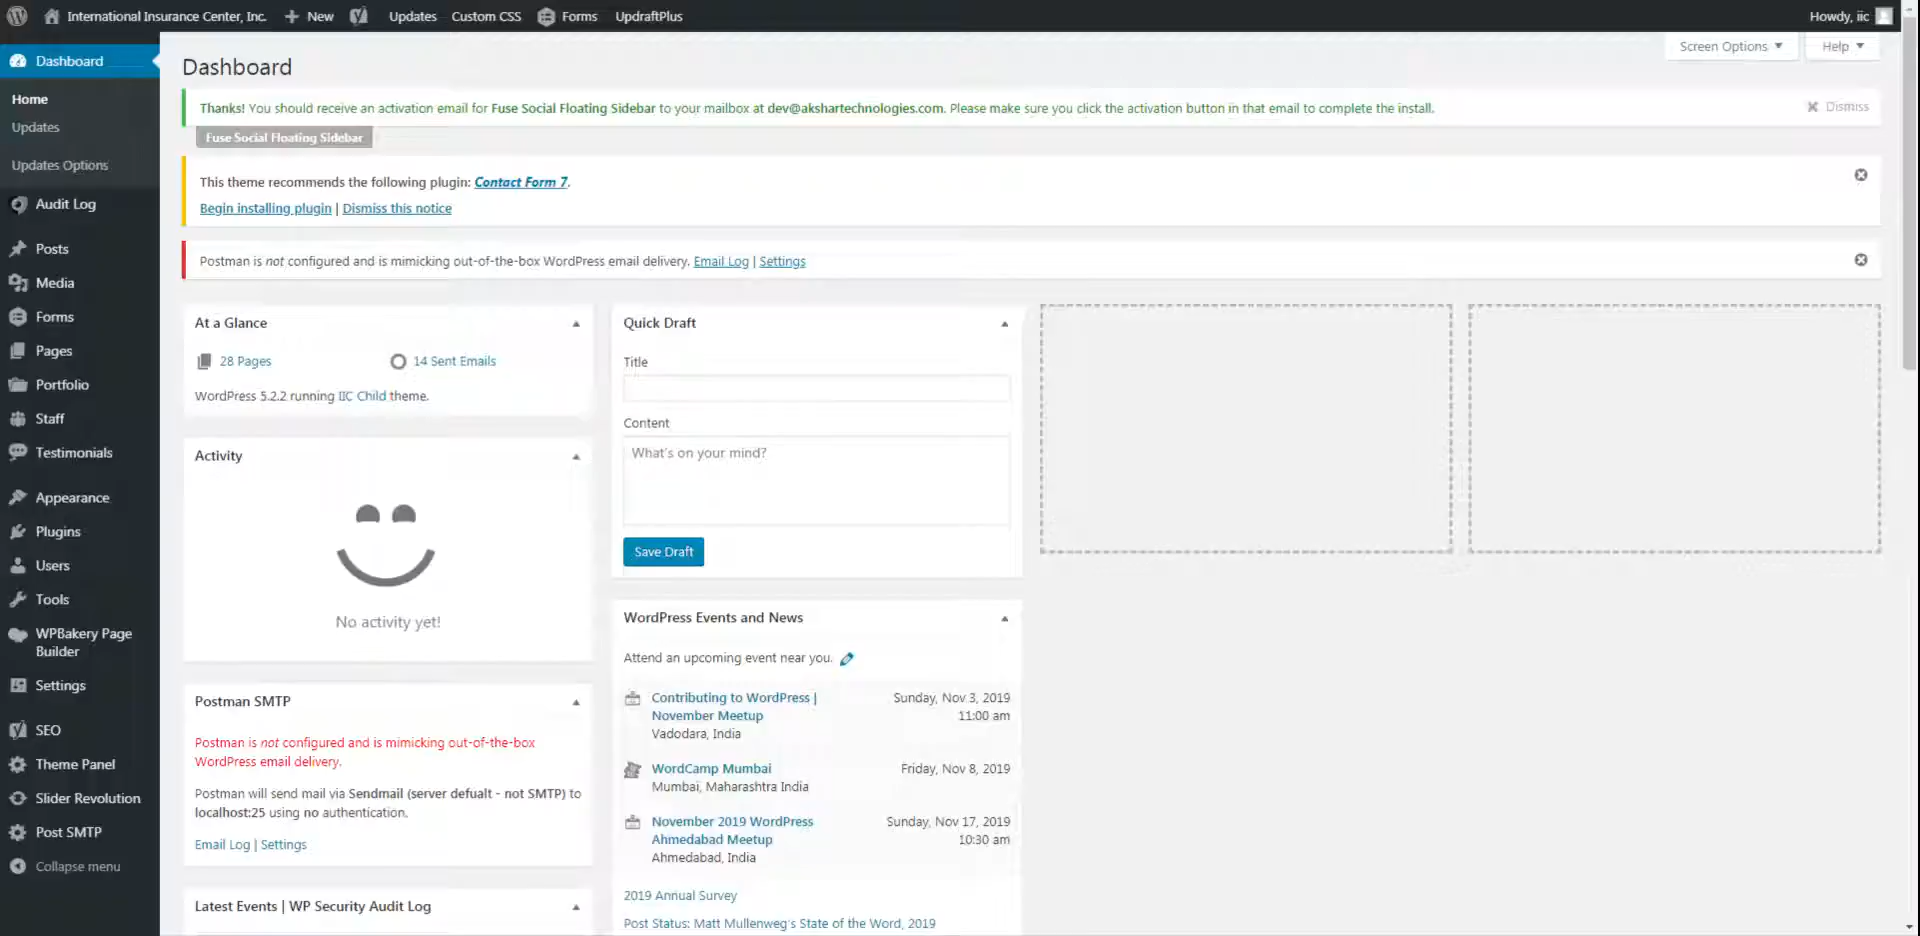 International Insurance Center, Inc.
New
Updates
Custom CSS
Forms
UpdraftPlus
Howdy, iic
Dashboard
Home
Updates
Updates Options
Audit Log
Posts
Media
Forms
Pages
Portfolio
Staff
Testimonials
Appearance
Plugins
Users
Tools
WPBakery Page
Builder
Settings
SEO
Theme Panel
Slider Revolution
Post SMTP
Collapse menu
Screen Options
Help
Dashboard
Thanks! You should receive an activation email for Fuse Social Floating Sidebar to your mailbox at dev@akshartechnologies.com. Please make sure you click the activation button in that email to complete the install.
Dismiss
Fuse Social Floating Sidebar
This theme recommends the following plugin: Contact Form 7.
Begin installing plugin | Dismiss this notice
Postman is not configured and is mimicking out-of-the-box WordPress email delivery. Email Log | Settings
At a Glance
28 Pages
14 Sent Emails
WordPress 5.2.2 running IIC Child theme.
Activity
No activity yet!
Postman SMTP
Postman is not configured and is mimicking out-of-the-box
WordPress email delivery.
Postman will send mail via Sendmail (server defualt - not SMTP) to
localhost:25 using no authentication.
Email Log | Settings
Latest Events | WP Security Audit Log
Quick Draft
Title
Content
What's on your mind?
Save Draft
WordPress Events and News
Attend an upcoming event near you.
Contributing to WordPress |
November Meetup
Vadodara, India
Sunday, Nov 3, 2019
11:00 am
WordCamp Mumbai
Mumbai, Maharashtra India
Friday, Nov 8, 2019
November 2019 WordPress
Ahmedabad Meetup
Ahmedabad, India
Sunday, Nov 17, 2019
10:30 am
2019 Annual Survey
Post Status: Matt Mullenweg's State of the Word, 2019